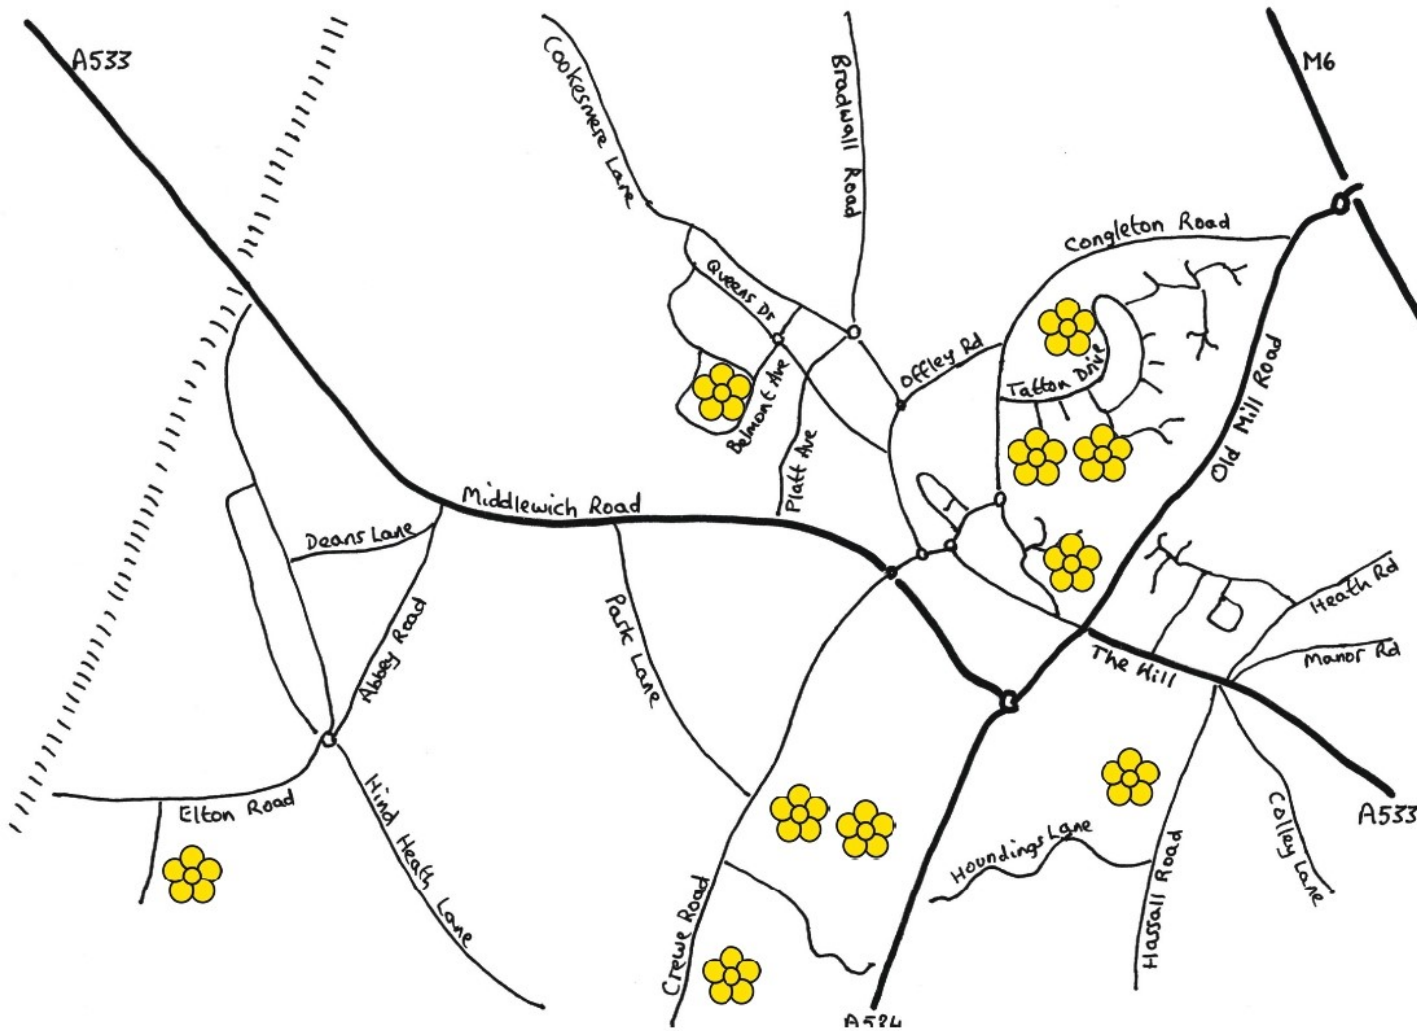 A533
Cookesmere Lane
Bradwall Road
M6
Congleton Road
Queens Dr
Offley Rd
Tatton Drive
Belmont Ave
Platt Ave
Old Mill Road
Middlewich Road
Deans Lane
Heath Rd
Park Lane
Abbey Road
The Hill
Manor Rd
Elton Road
Hind Heath Lane
Houndings Lane
Colley Lane
A533
Crewe Road
Hassall Road
A534